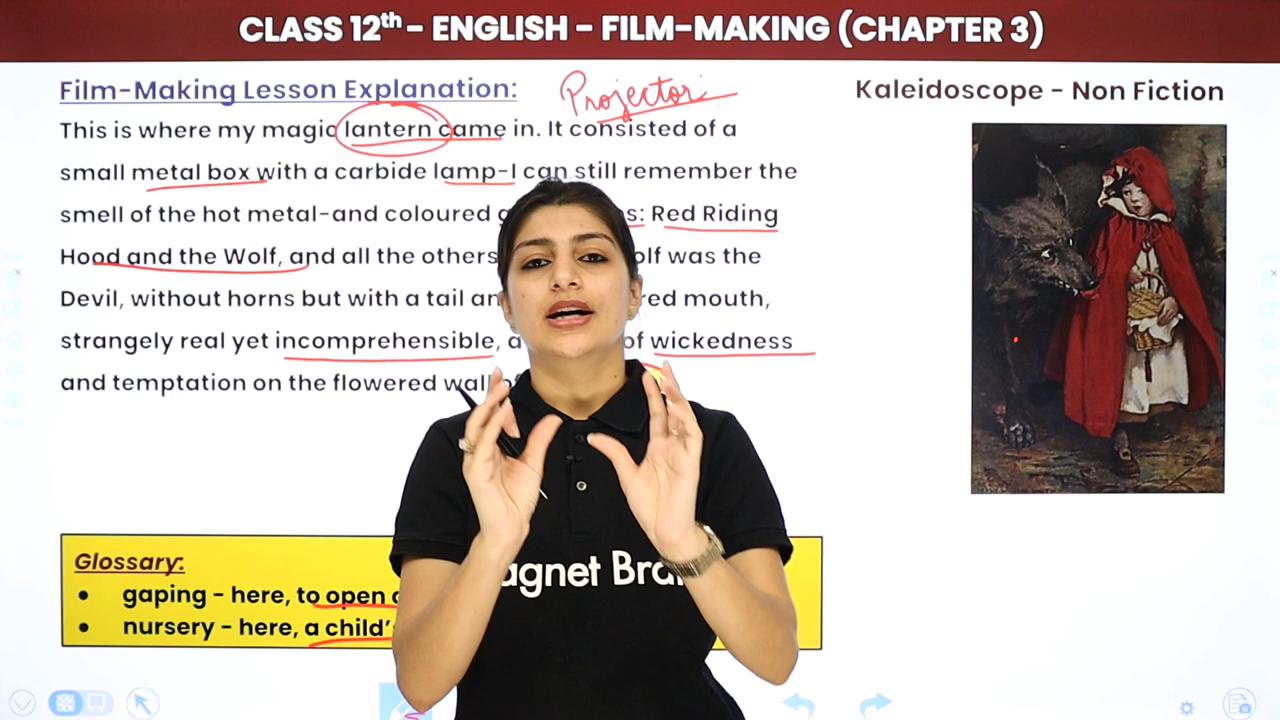 CLASS 12th - ENGLISH - FILM-MAKING (CHAPTER 3)
Film-Making Lesson Explanation:
Projector
Kaleidoscope - Non Fiction
This is where my magic lantern came in. It consisted of a
small metal box with a carbide lamp-I can still remember the
smell of the hot metal-and coloured g s: Red Riding
Hood and the Wolf, and all the others olf was the
Devil, without horns but with a tail an red mouth,
strangely real yet incomprehensible, a of wickedness
and temptation on the flowered wall of
Glossary:
• gaping - here, to open
• nursery - here, a child's
agnet Bra